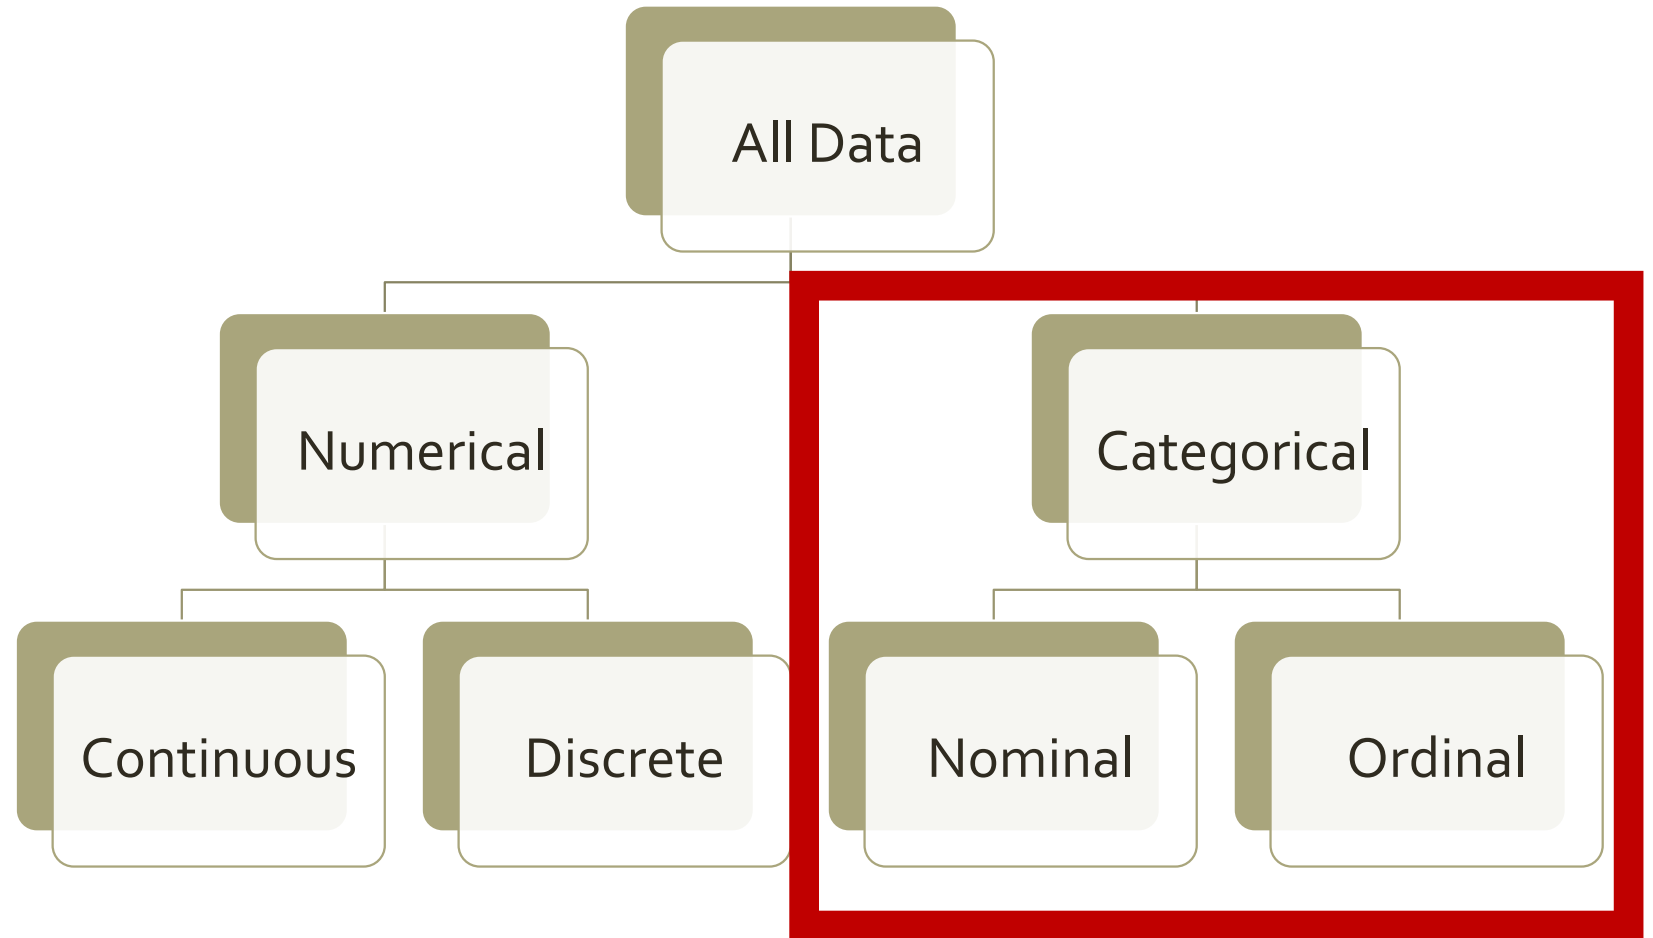 All Data
Numerical
Categorical
Continuous
Discrete
Nominal
Ordinal